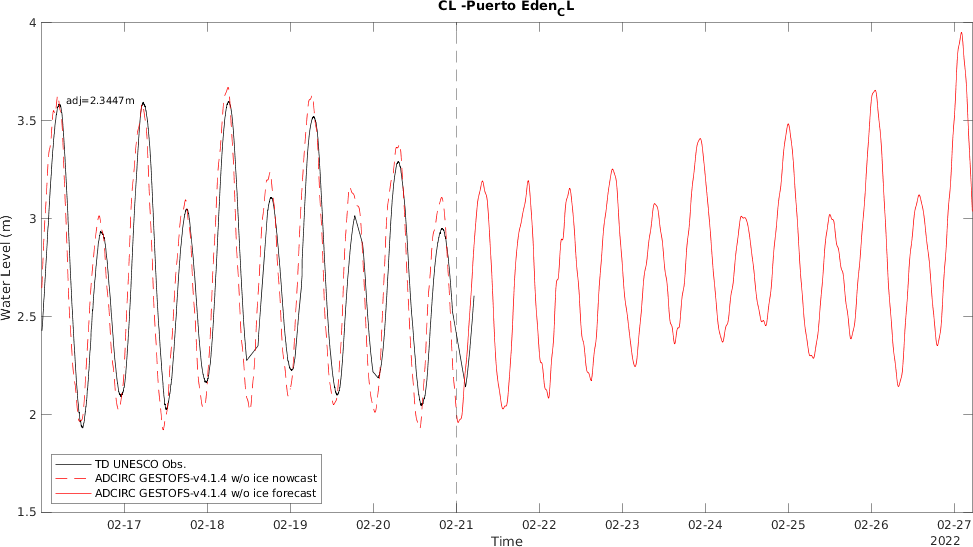 CL -Puerto Eden_CL
4
3.5
3
2.5
2
1.5
Water Level (m)
adj=2.3447m
TD UNESCO Obs.
ADCIRC GESTOFS-v4.1.4 w/o ice nowcast
ADCIRC GESTOFS-v4.1.4 w/o ice forecast
02-17 02-18 02-19 02-20 02-21 02-22 02-23 02-24 02-25 02-26 02-27
Time 2022